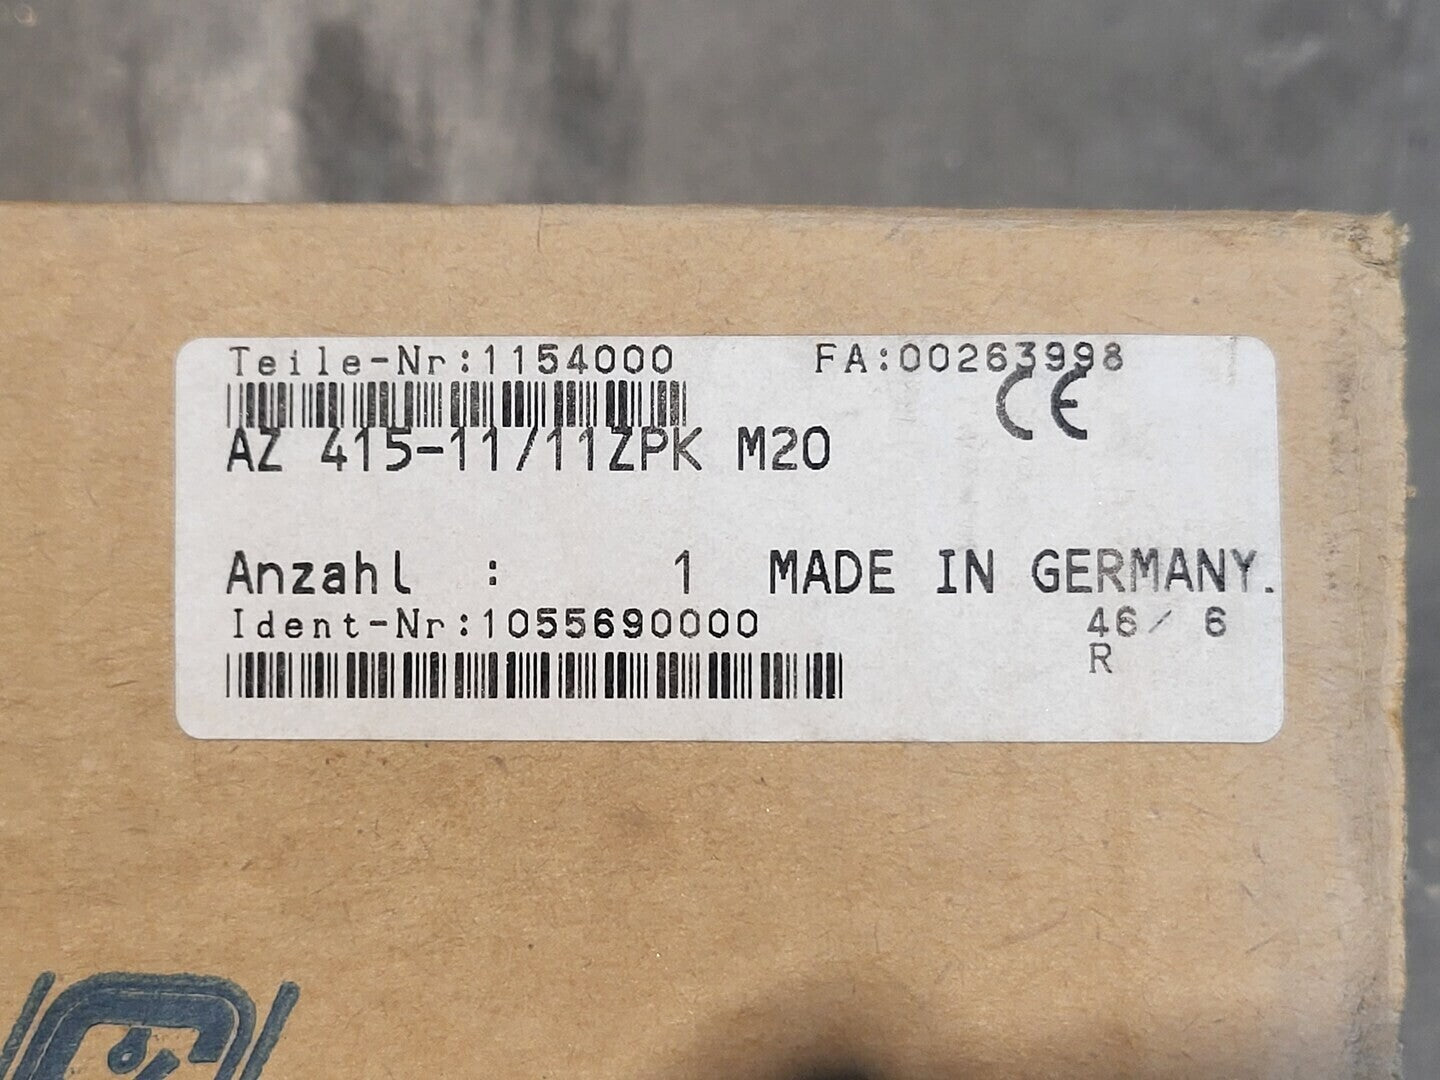 Teile-Nr:1154000 FA:00263998
CE
AZ 415-11/11ZPK M20
Anzahl : 1 MADE IN GERMANY.
Ident-Nr:1055690000 46/ 6
R